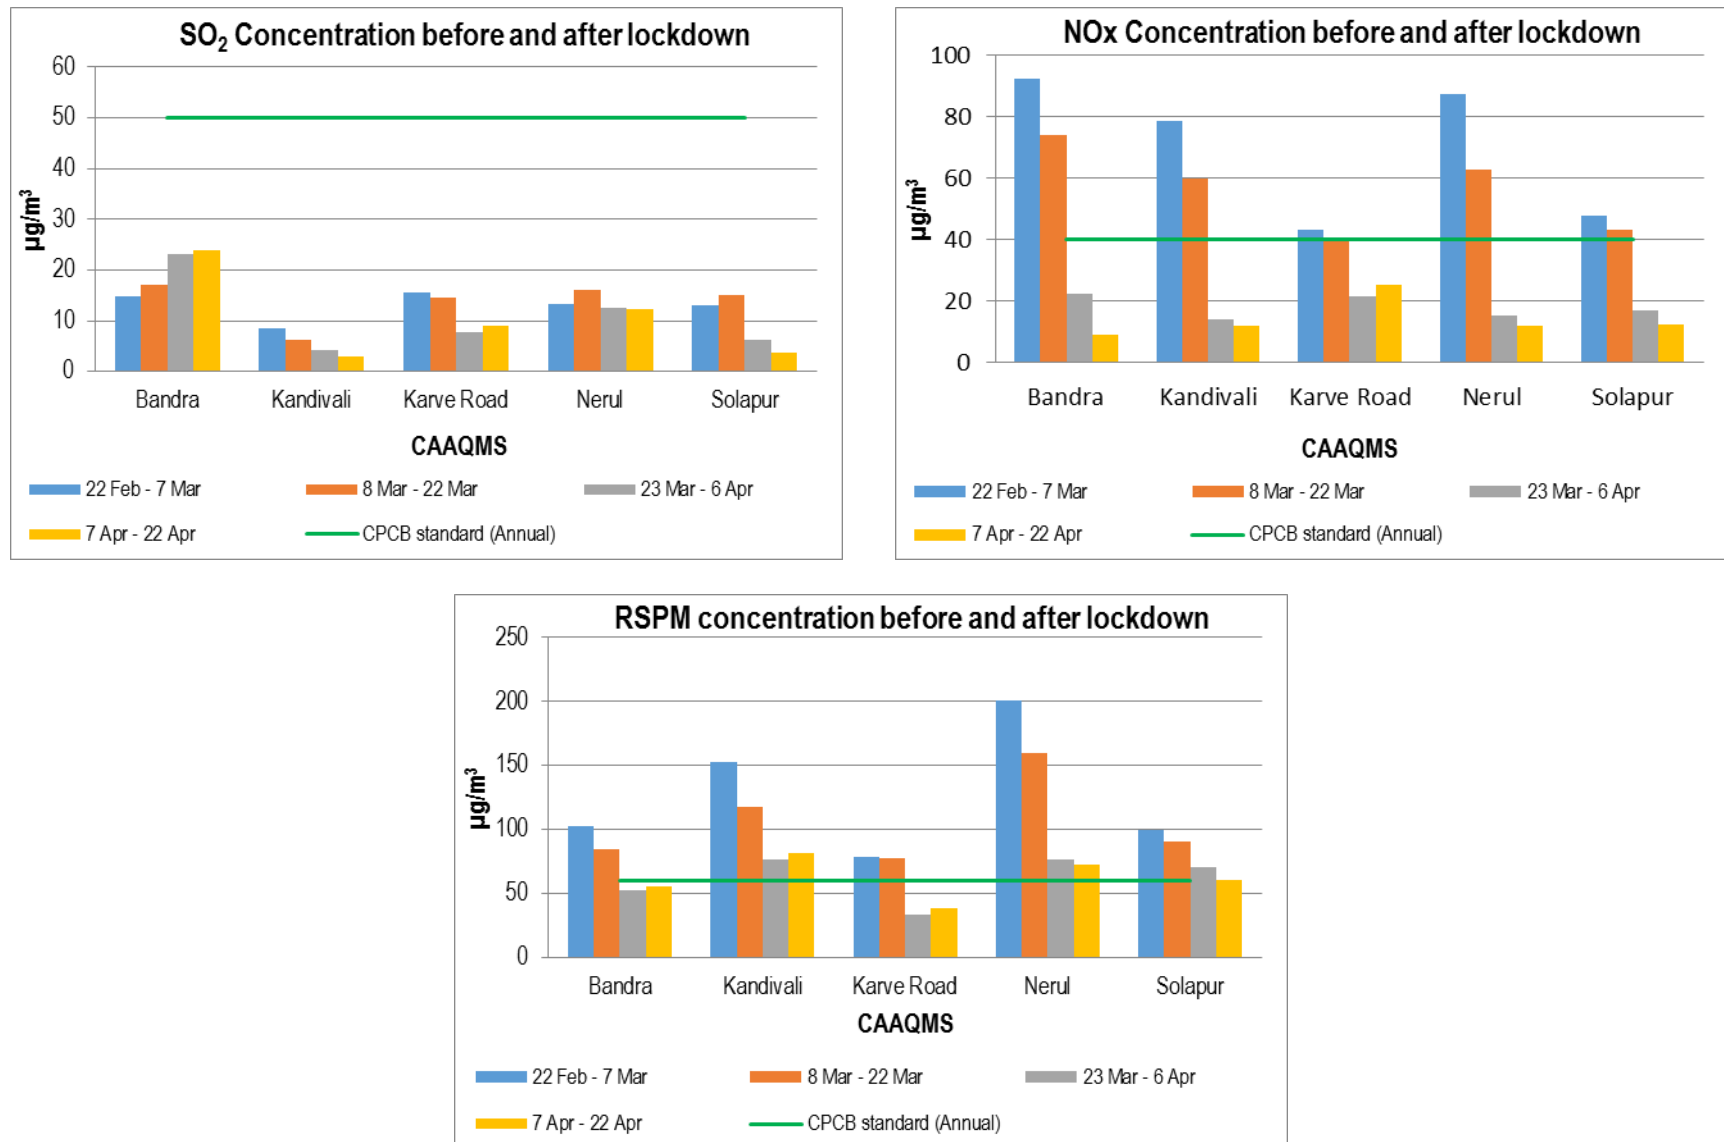 SO₂ Concentration before and after lockdown
60
50
40
30
20
10
0
µg/m³
Bandra Kandivali Karve Road Nerul Solapur
CAAQMS
22 Feb - 7 Mar 8 Mar - 22 Mar 23 Mar - 6 Apr
7 Apr - 22 Apr CPCB standard (Annual)
NOx Concentration before and after lockdown
100
80
60
40
20
0
µg/m³
Bandra Kandivali Karve Road Nerul Solapur
CAAQMS
22 Feb - 7 Mar 8 Mar - 22 Mar 23 Mar - 6 Apr
7 Apr - 22 Apr CPCB standard (Annual)
RSPM concentration before and after lockdown
250
200
150
100
50
0
µg/m³
Bandra Kandivali Karve Road Nerul Solapur
CAAQMS
22 Feb - 7 Mar 8 Mar - 22 Mar 23 Mar - 6 Apr
7 Apr - 22 Apr CPCB standard (Annual)